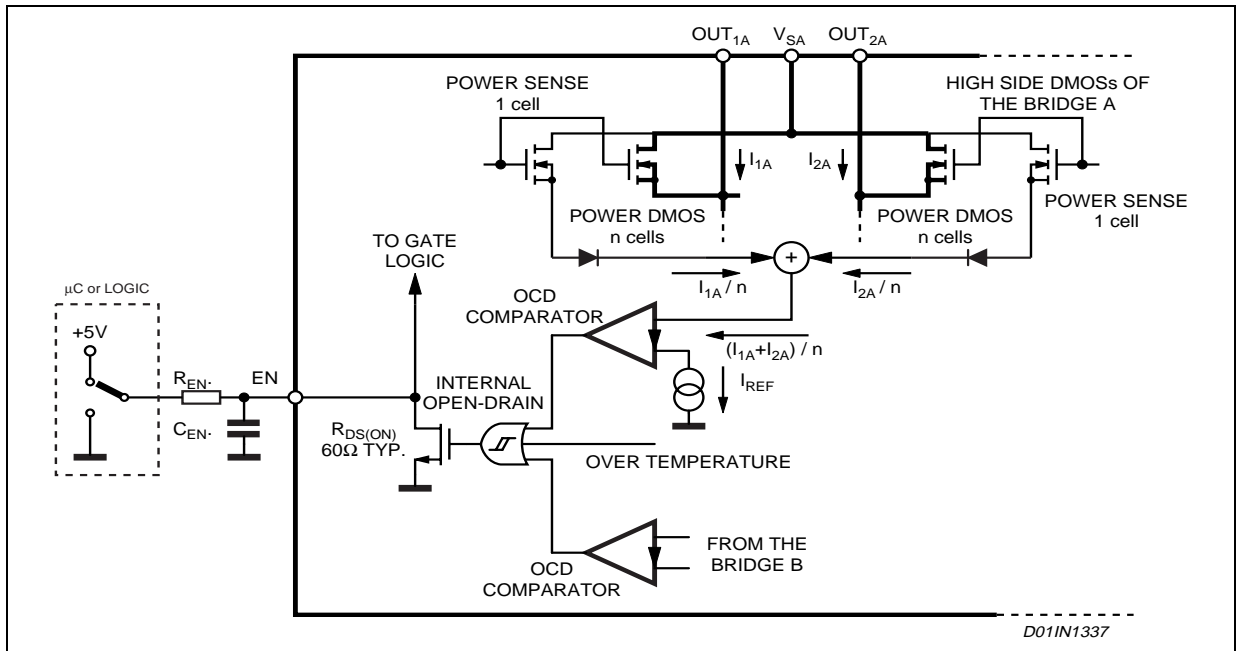 OUT1A VSA OUT2A
POWER SENSE
1 cell
HIGH SIDE DMOSs OF
THE BRIDGE A
I1A I2A
POWER DMOS
n cells
POWER DMOS
n cells
POWER SENSE
1 cell
TO GATE
LOGIC
+
I1A / n I2A / n
μC or LOGIC
+5V
OCD
COMPARATOR
(I1A+I2A) / n
IREF
REN. EN
CEN.
INTERNAL
OPEN-DRAIN
RDS(ON)
60Ω TYP.
OVER TEMPERATURE
OCD
COMPARATOR
FROM THE
BRIDGE B
D01IN1337